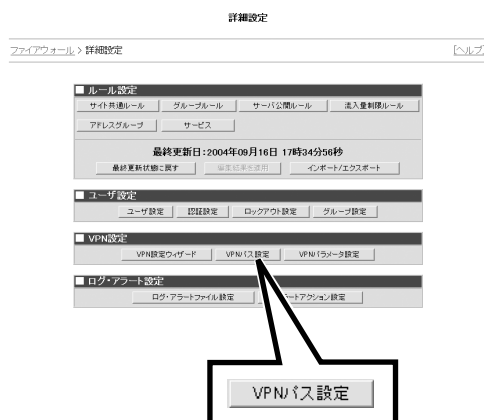 詳細設定
ファイアウォール > 詳細設定 [ヘルプ]
■ ルール設定
サイト共通ルール グループルール サーバ公開ルール 流入量制限ルール
アドレスグループ サービス
最終更新日:2004年09月16日 17時34分56秒
最終更新状態に戻す 編集結果を適用 インポート/エクスポート
■ ユーザ設定
ユーザ設定 認証設定 ロックアウト設定 グループ設定
■ VPN設定
VPN設定ウィザード VPNパス設定 VPNパラメータ設定
■ ログ・アラート設定
ログ・アラートファイル設定 ートアクション設定
VPNパス設定